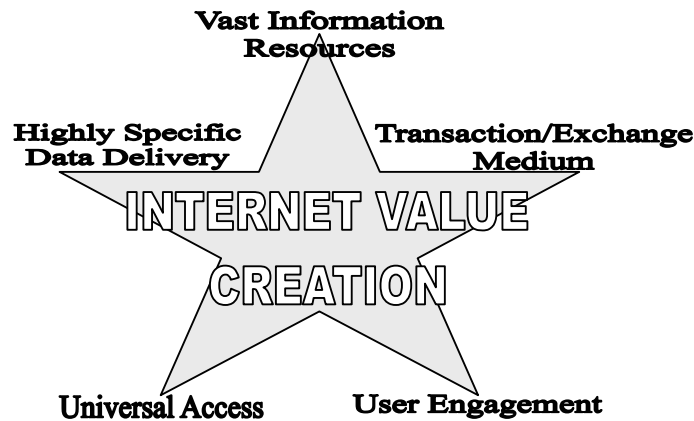 Vast Information
Resources
Highly Specific
Data Delivery
Transaction/Exchange
Medium
INTERNET VALUE
CREATION
Universal Access
User Engagement